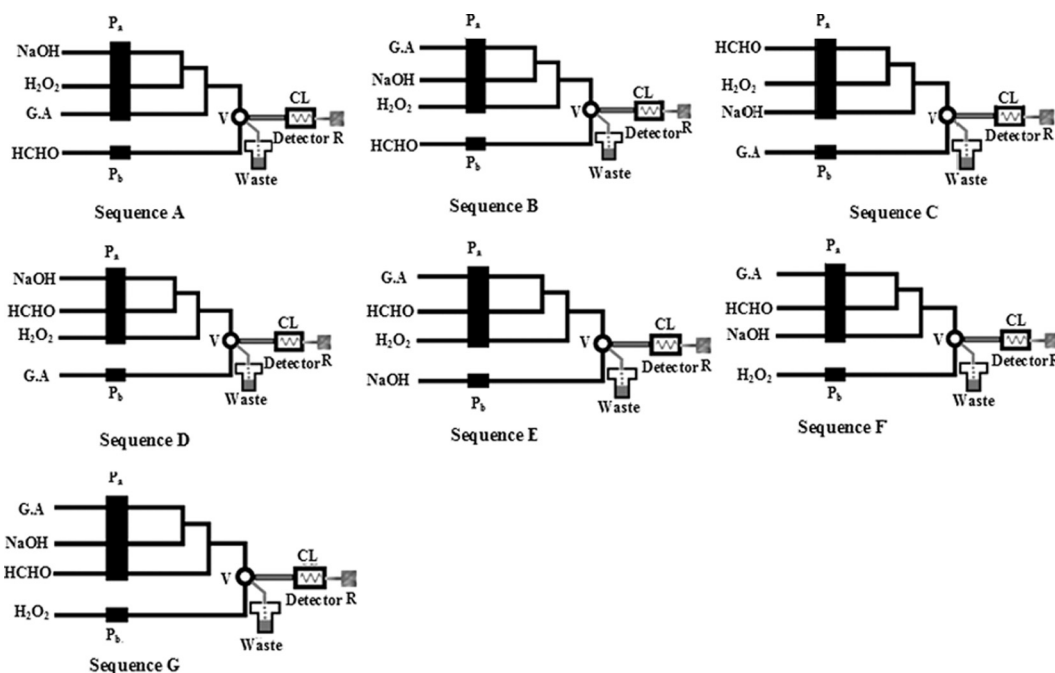 Pa
NaOH
H2O2
G.A
HCHO
Pb
V
CL
Detector R
Waste
Sequence A
Pa
G.A
NaOH
H2O2
HCHO
Pb
V
CL
Detector R
Waste
Sequence B
Pa
HCHO
H2O2
NaOH
G.A
Pb
V
CL
Detector R
Waste
Sequence C
Pa
NaOH
HCHO
H2O2
G.A
Pb
V
CL
Detector R
Waste
Sequence D
Pa
G.A
HCHO
H2O2
NaOH
Pb
V
CL
Detector R
Waste
Sequence E
Pa
G.A
HCHO
NaOH
H2O2
Pb
V
CL
Detector R
Waste
Sequence F
Pa
G.A
NaOH
HCHO
H2O2
Pb.
V
CL
Detector R
Waste
Sequence G